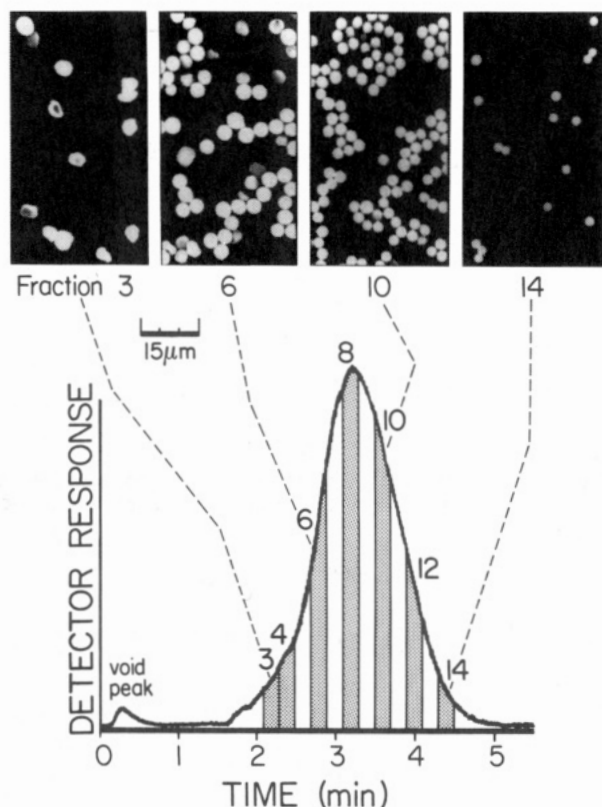 Fraction 3 6 10 14
15μm
DETECTOR RESPONSE
void
peak
3
4
6
8
10
12
14
0 1 2 3 4 5
TIME (min)